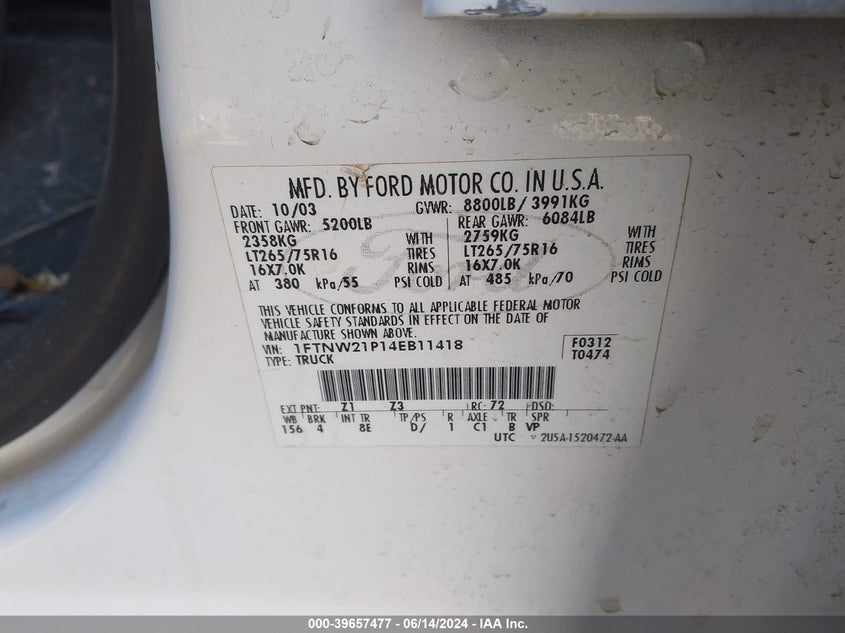 MFD. BY FORD MOTOR CO. IN U.S.A.
DATE: 10/03 GVWR: 8800LB/ 3991KG
FRONT GAWR: 5200LB REAR GAWR: 6084LB
2358KG WITH 2759KG WITH
LT265/75R16 TIRES LT265/75R16 TIRES
16X7.0K RIMS 16X7.0K RIMS
AT 380 kPa/55 PSI COLD AT 485 kPa/70 PSI COLD
THIS VEHICLE CONFORMS TO ALL APPLICABLE FEDERAL MOTOR
VEHICLE SAFETY STANDARDS IN EFFECT ON THE DATE OF
MANUFACTURE SHOWN ABOVE.
VIN: 1FTNW21P14EB11418 F0312
TYPE: TRUCK T0474
EXT PNT: Z1 Z3 RC: 72 DSO:
WB BRK INT TR TP/PS R AXLE TR SPR
156 4 8E D/ 1 C1 B VP
UTC ▽ 2U5A-1520472-AA
Ford
000-39657477 - 06/14/2024 - IAA Inc.